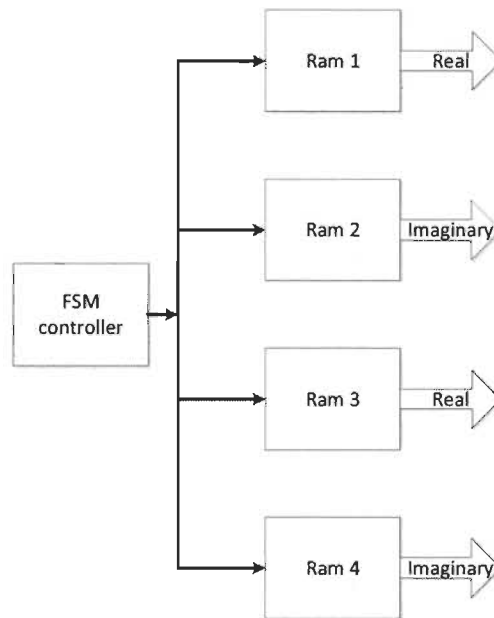 Ram 1
Real
Ram 2
Imaginary
FSM
controller
Ram 3
Real
Ram 4
Imaginary